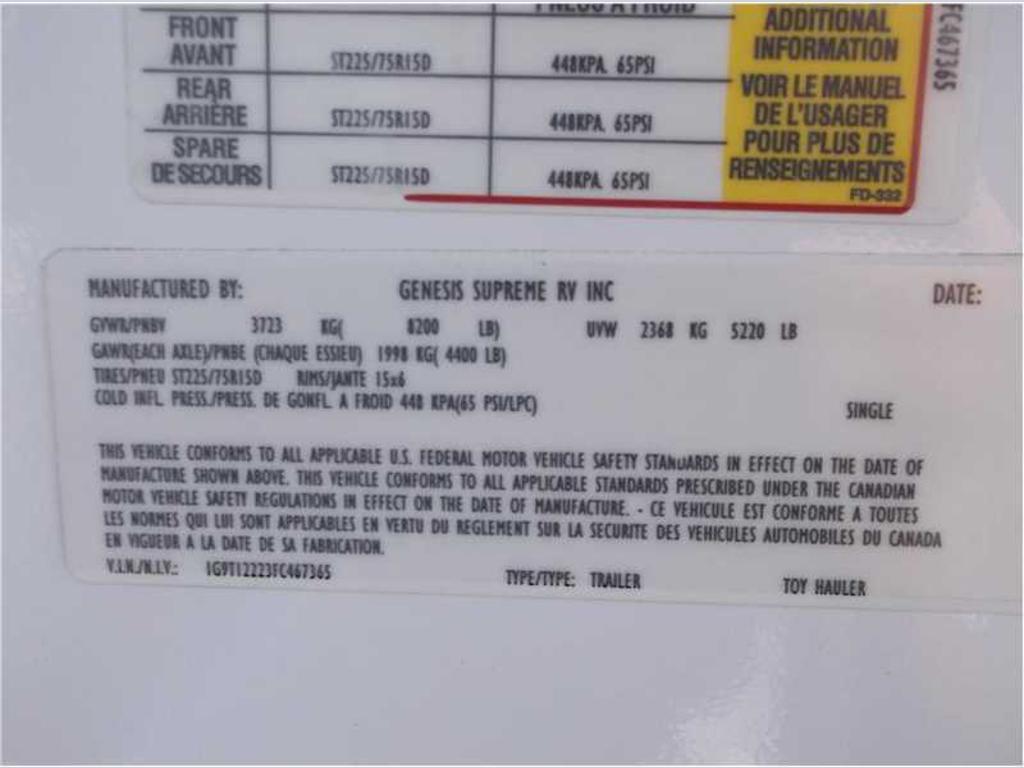 PNEUS A FROID
FRONT
AVANT
ST225/75R15D
448KPA, 65PSI
REAR
ARRIÈRE
ST225/75R15D
448KPA, 65PSI
SPARE
DE SECOURS
ST225/75R15D
448KPA, 65PSI
ADDITIONAL
INFORMATION
VOIR LE MANUEL
DE L'USAGER
POUR PLUS DE
RENSEIGNEMENTS
FD-332
FC467365
MANUFACTURED BY: GENESIS SUPREME RV INC DATE:
GVWR/PNBV 3723 KG( 8200 LB) UVW 2368 KG 5220 LB
GAWR(EACH AXLE)/PNBE (CHAQUE ESSIEU) 1998 KG( 4400 LB)
TIRES/PNEU ST225/75R15D RIMS/JANTE 15x6
COLD INFL. PRESS./PRESS. DE GONFL. A FROID 448 KPA(65 PSI/LPC)
SINGLE
THIS VEHICLE CONFORMS TO ALL APPLICABLE U.S. FEDERAL MOTOR VEHICLE SAFETY STANDARDS IN EFFECT ON THE DATE OF
MANUFACTURE SHOWN ABOVE. THIS VEHICLE CONFORMS TO ALL APPLICABLE STANDARDS PRESCRIBED UNDER THE CANADIAN
MOTOR VEHICLE SAFETY REGULATIONS IN EFFECT ON THE DATE OF MANUFACTURE. - CE VEHICULE EST CONFORME A TOUTES
LES NORMES QUI LUI SONT APPLICABLES EN VERTU DU REGLEMENT SUR LA SECURITE DES VEHICULES AUTOMOBILES DU CANADA
EN VIGUEUR A LA DATE DE SA FABRICATION.
V.I.N./N.I.V.: 1G9T12223FC467365 TYPE/TYPE: TRAILER TOY HAULER